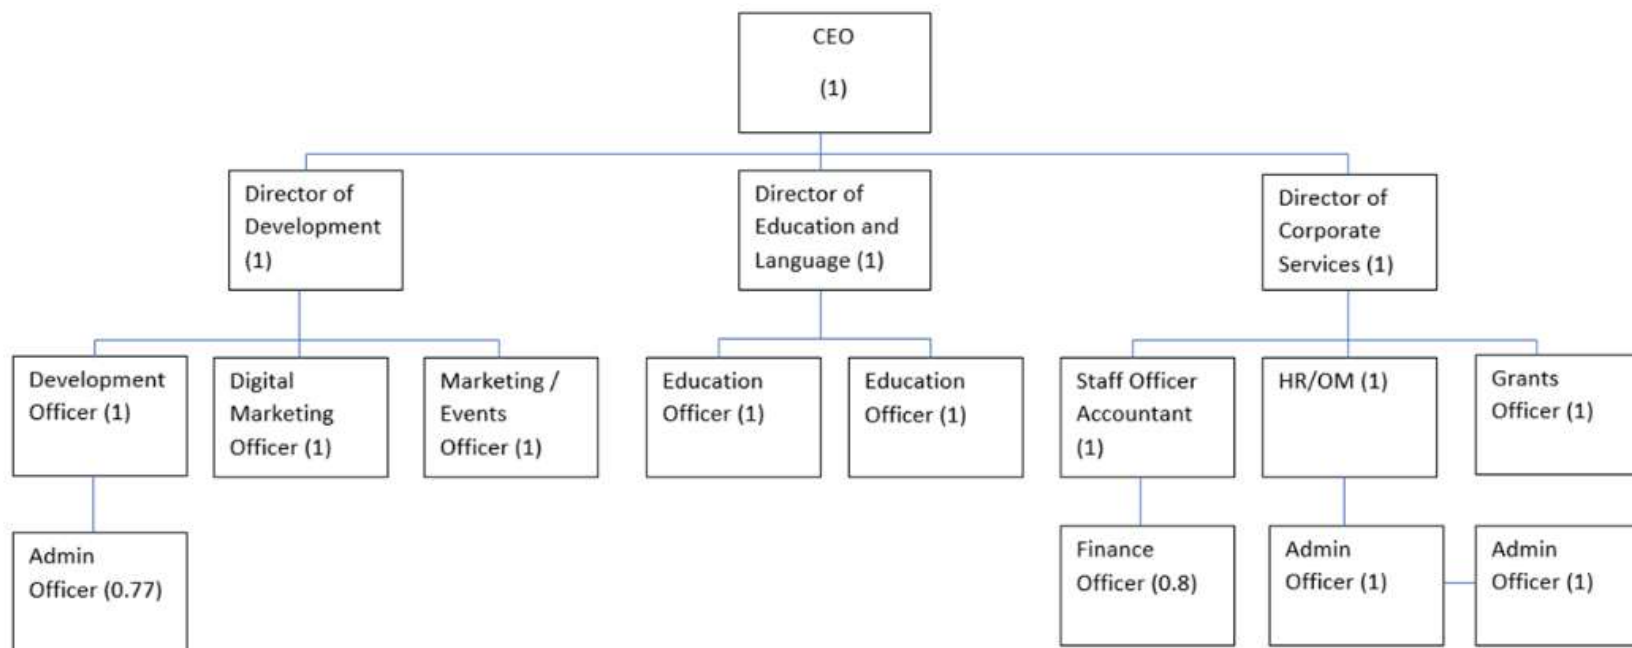 CEO
(1)
Director of
Development
(1)
Director of
Education and
Language (1)
Director of
Corporate
Services (1)
Development
Officer (1)
Digital
Marketing
Officer (1)
Marketing /
Events
Officer (1)
Education
Officer (1)
Education
Officer (1)
Staff Officer
Accountant
(1)
HR/OM (1)
Grants
Officer (1)
Admin
Officer (0.77)
Finance
Officer (0.8)
Admin
Officer (1)
Admin
Officer (1)